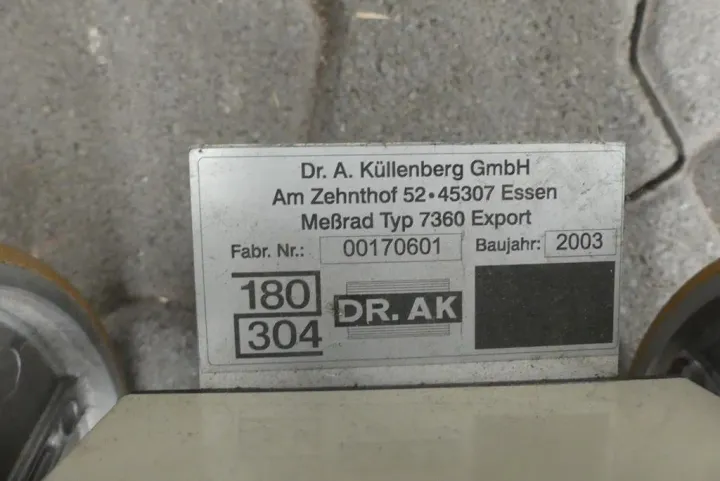 Dr. A. Küllenberg GmbH
Am Zehnthof 52•45307 Essen
Meßrad Typ 7360 Export
Fabr. Nr.: 00170601 Baujahr: 2003
180
304
DR. AK